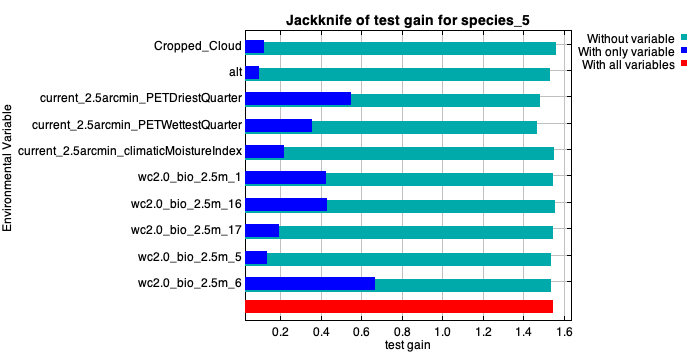 Jackknife of test gain for species_5
Without variable
With only variable
With all variables
Environmental Variable
Cropped_Cloud
alt
current_2.5arcmin_PETDriestQuarter
current_2.5arcmin_PETWettestQuarter
current_2.5arcmin_climaticMoistureIndex
wc2.0_bio_2.5m_1
wc2.0_bio_2.5m_16
wc2.0_bio_2.5m_17
wc2.0_bio_2.5m_5
wc2.0_bio_2.5m_6
0.2 0.4 0.6 0.8 1.0 1.2 1.4 1.6
test gain